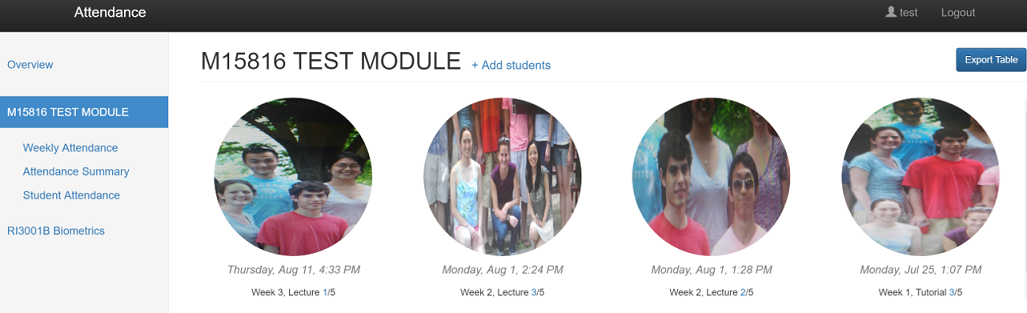 Attendance
test
Logout
Overview
M15816 TEST MODULE
Weekly Attendance
Attendance Summary
Student Attendance
RI3001B Biometrics
M15816 TEST MODULE + Add students
Export Table
Thursday, Aug 11, 4:33 PM
Week 3, Lecture 1/5
Monday, Aug 1, 2:24 PM
Week 2, Lecture 3/5
Monday, Aug 1, 1:28 PM
Week 2, Lecture 2/5
Monday, Jul 25, 1:07 PM
Week 1, Tutorial 3/5